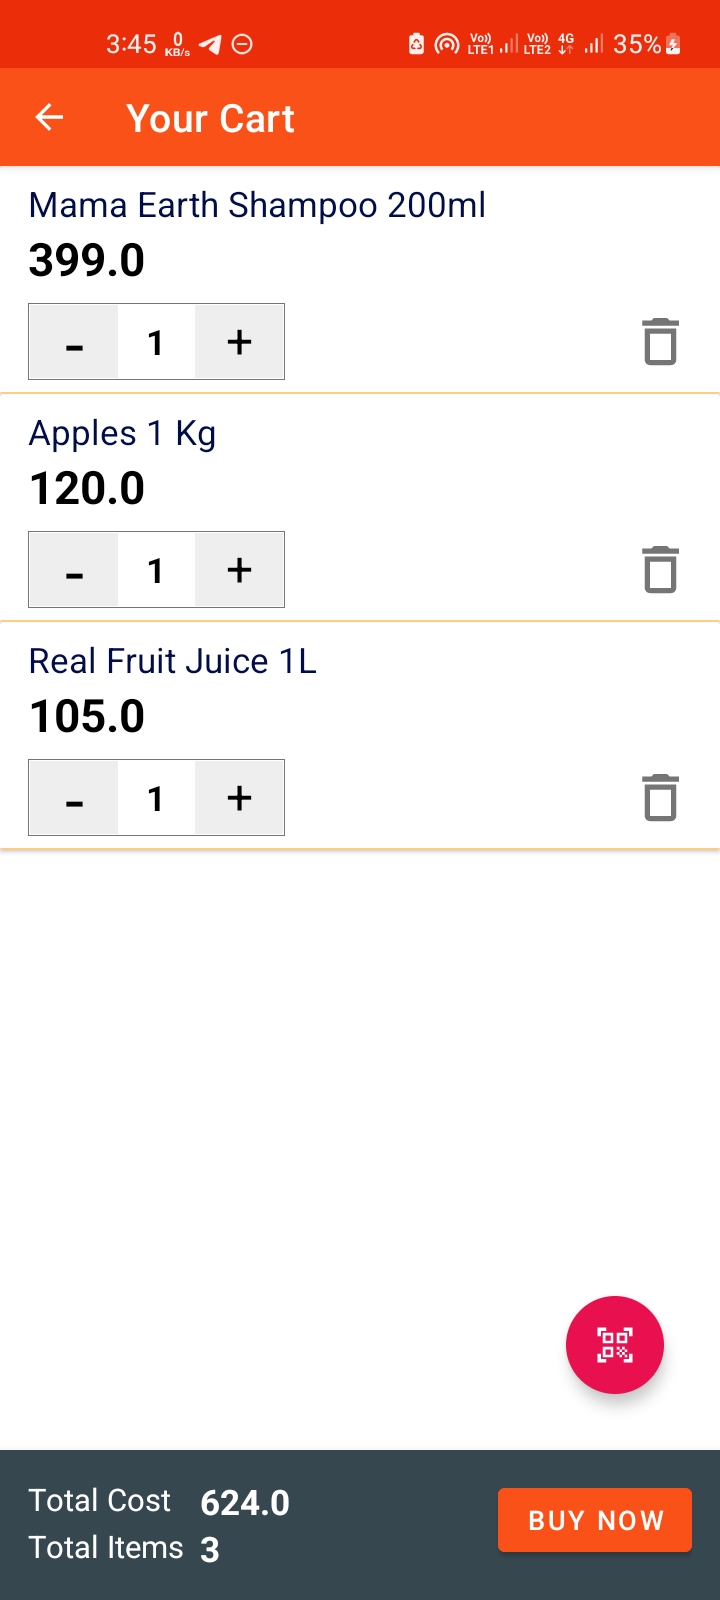 3:45 0 KB/s Vo)) LTE1 Vo)) LTE2 4G 35%
Your Cart
Mama Earth Shampoo 200ml
399.0
- 1 +
Apples 1 Kg
120.0
- 1 +
Real Fruit Juice 1L
105.0
- 1 +
Total Cost 624.0
Total Items 3
BUY NOW